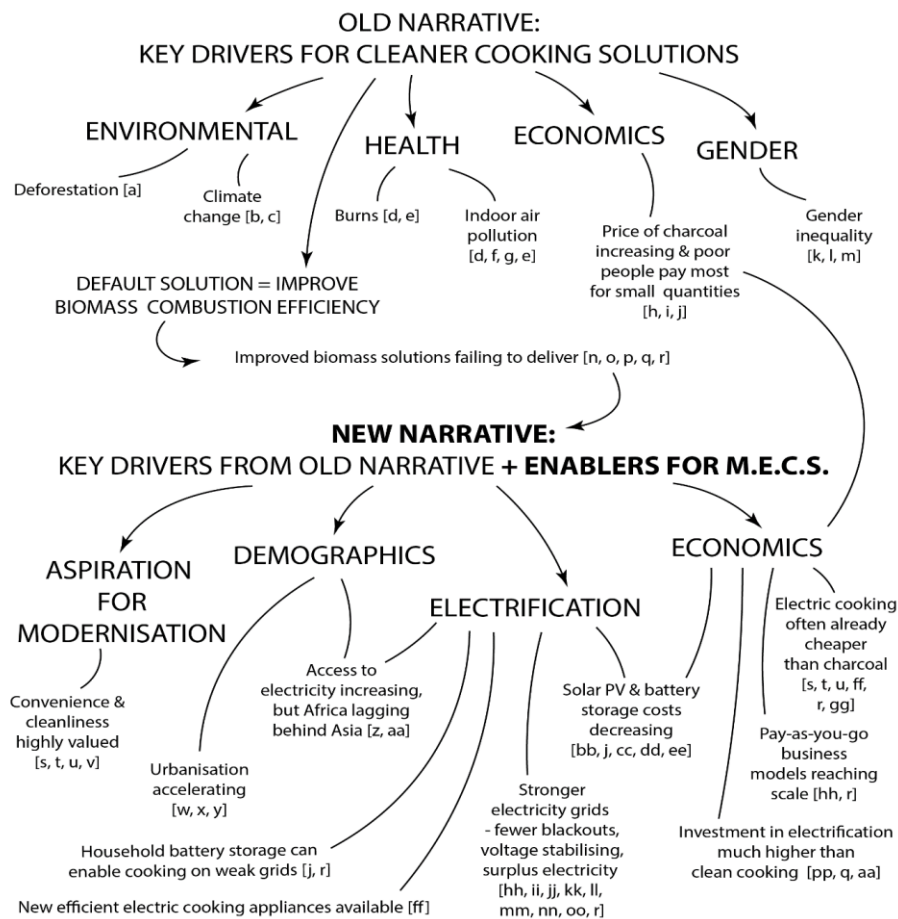 OLD NARRATIVE:
KEY DRIVERS FOR CLEANER COOKING SOLUTIONS
ENVIRONMENTAL
Deforestation [a]
Climate
change [b, c]
HEALTH
Burns [d, e]
Indoor air
pollution
[d, f, g, e]
ECONOMICS
Price of charcoal
increasing & poor
people pay most
for small quantities
[h, i, j]
GENDER
Gender
inequality
[k, l, m]
DEFAULT SOLUTION = IMPROVE
BIOMASS COMBUSTION EFFICIENCY
Improved biomass solutions failing to deliver [n, o, p, q, r]
NEW NARRATIVE:
KEY DRIVERS FROM OLD NARRATIVE + ENABLERS FOR M.E.C.S.
ASPIRATION
FOR
MODERNISATION
Convenience &
cleanliness
highly valued
[s, t, u, v]
DEMOGRAPHICS
Urbanisation
accelerating
[w, x, y]
Access to
electricity increasing,
but Africa lagging
behind Asia [z, aa]
ELECTRIFICATION
Household battery storage can
enable cooking on weak grids [j, r]
New efficient electric cooking appliances available [ff]
Stronger
electricity grids
- fewer blackouts,
voltage stabilising,
surplus electricity
[hh, ii, jj, kk, ll,
mm, nn, oo, r]
Solar PV & battery
storage costs
decreasing
[bb, j, cc, dd, ee]
ECONOMICS
Electric cooking
often already
cheaper
than charcoal
[s, t, u, ff,
r, gg]
Pay-as-you-go
business
models reaching
scale [hh, r]
Investment in electrification
much higher than
clean cooking [pp, q, aa]